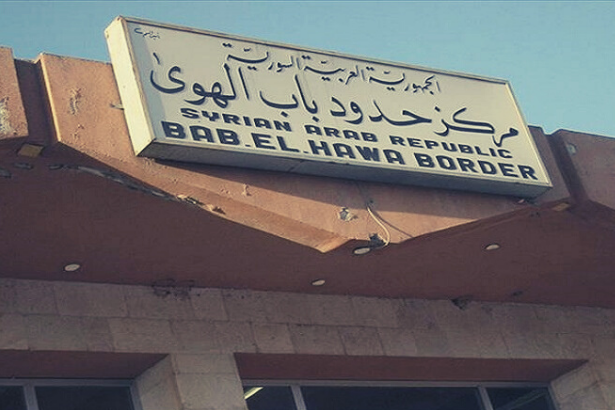 الجمهورية العربية السورية
مركز حدود باب الهوى
SYRIAN ARAB REPUBLIC
BAB.EL.HAWA BORDER